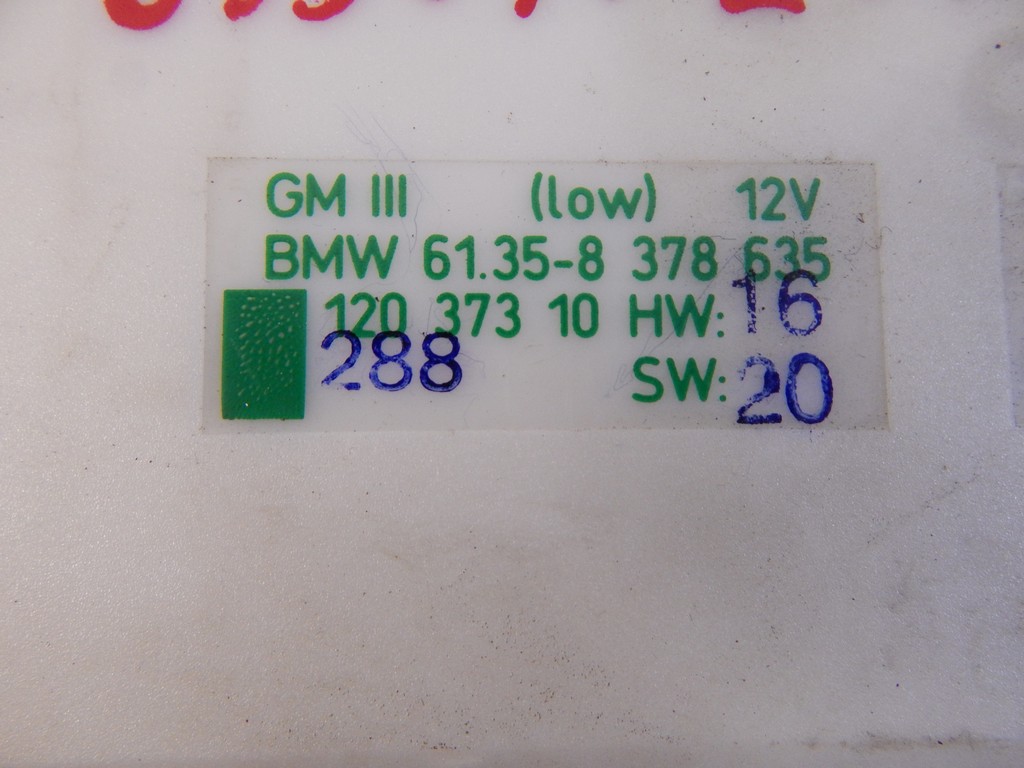 GM III (low) 12V
BMW 61.35-8 378 635
120 373 10 HW: 16
288 SW: 20